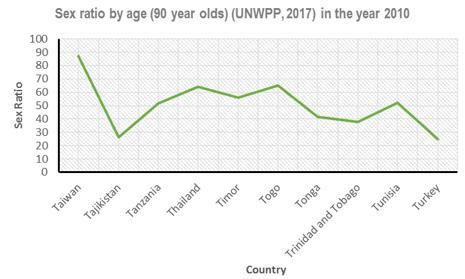 Sex ratio by age (90 year olds) (UNWPP, 2017) in the year 2010
100
90
80
70
60
50
40
30
20
10
0
Sex Ratio
Taiwan
Tajikistan
Tanzania
Thailand
Timor
Togo
Tonga
Trinidad and Tobago
Tunisia
Turkey
Country